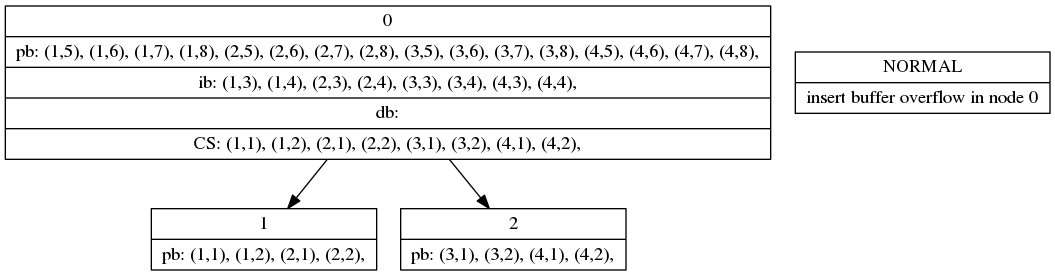 0
pb: (1,5), (1,6), (1,7), (1,8), (2,5), (2,6), (2,7), (2,8), (3,5), (3,6), (3,7), (3,8), (4,5), (4,6), (4,7), (4,8),
ib: (1,3), (1,4), (2,3), (2,4), (3,3), (3,4), (4,3), (4,4),
db:
CS: (1,1), (1,2), (2,1), (2,2), (3,1), (3,2), (4,1), (4,2),
NORMAL
insert buffer overflow in node 0
1
pb: (1,1), (1,2), (2,1), (2,2),
2
pb: (3,1), (3,2), (4,1), (4,2),